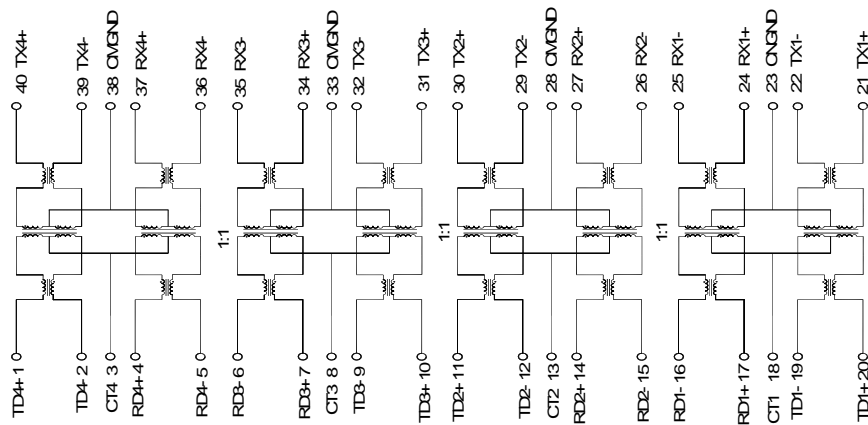 40 TX4+
39 TX4-
38 CMGND
37 RX4+
36 RX4-
35 RX3-
34 RX3+
33 CMGND
32 TX3-
31 TX3+
30 TX2+
29 TX2-
28 CMGND
27 RX2+
26 RX2-
25 RX1-
24 RX1+
23 CNGND
22 TX1-
21 TX1+
1:1
1:1
1:1
TD4+ 1
TD4- 2
CT4 3
RD4+ 4
RD4- 5
RD3- 6
RD3+ 7
CT3 8
TD3- 9
TD3+ 10
TD2+ 11
TD2- 12
CT2 13
RD2+ 14
RD2- 15
RD1- 16
RD1+ 17
CT1 18
TD1- 19
TD1+ 20